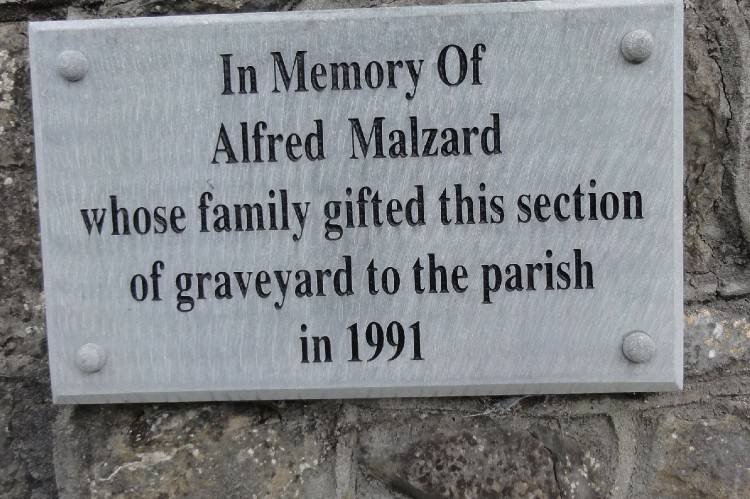 In Memory Of
Alfred Malzard
whose family gifted this section
of graveyard to the parish
in 1991